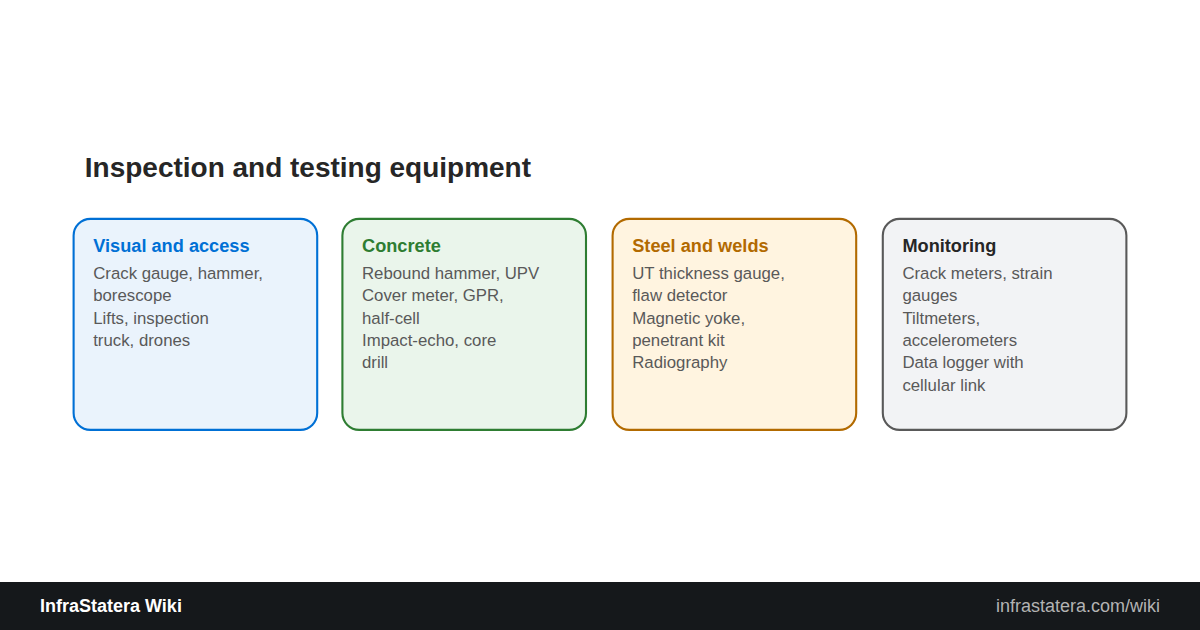 Inspection and testing equipment
Visual and access
Crack gauge, hammer,
borescope
Lifts, inspection
truck, drones
Concrete
Rebound hammer, UPV
Cover meter, GPR,
half-cell
Impact-echo, core
drill
Steel and welds
UT thickness gauge,
flaw detector
Magnetic yoke,
penetrant kit
Radiography
Monitoring
Crack meters, strain
gauges
Tiltmeters,
accelerometers
Data logger with
cellular link
InfraStatera Wiki
infrastatera.com/wiki